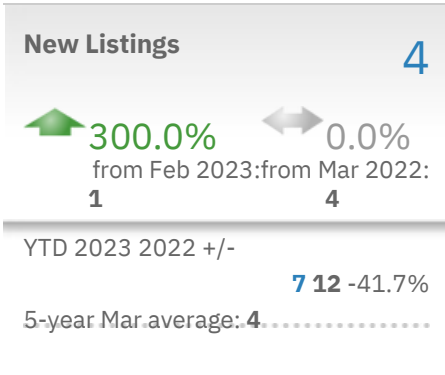 New Listings
4
300.0% 0.0%
from Feb 2023: from Mar 2022:
1 4
YTD 2023 2022 +/-
7 12 -41.7%
5-year Mar average: 4